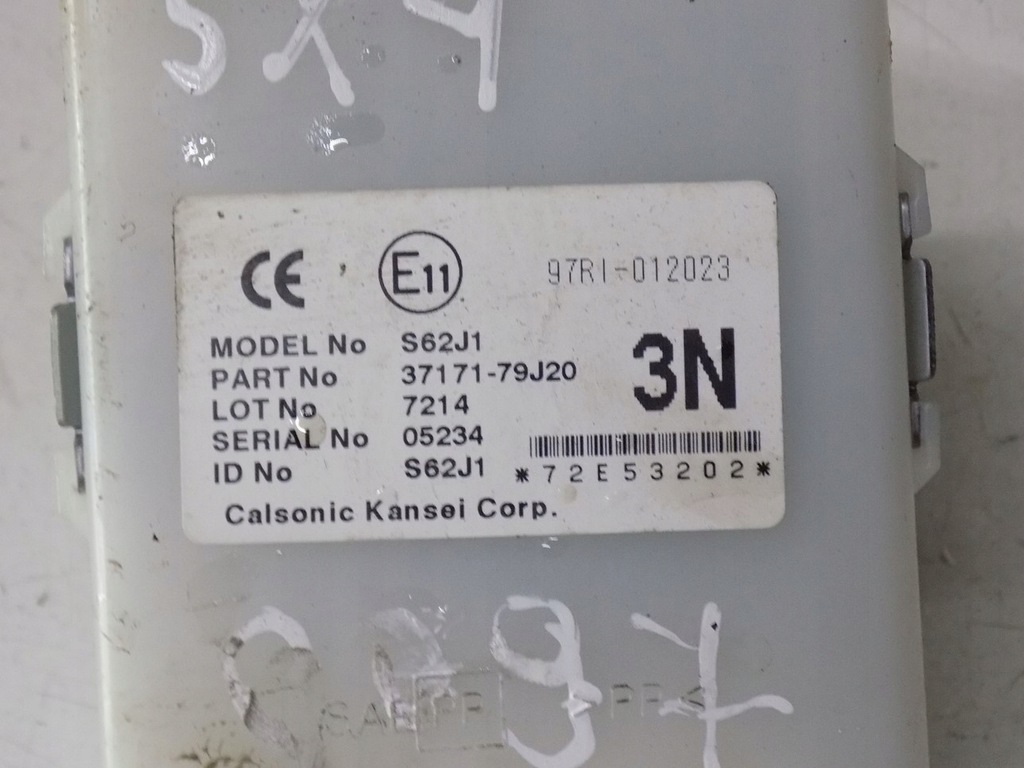 SX4
CE E11 97RI-012023
MODEL No S62J1
PART No 37171-79J20 3N
LOT No 7214
SERIAL No 05234
ID No S62J1 *72E53202*
Calsonic Kansei Corp.
97